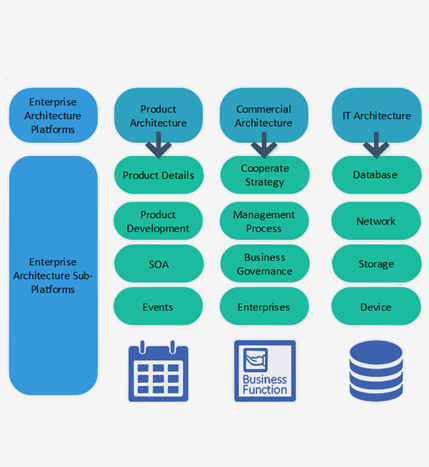 Enterprise
Architecture
Platforms
Product
Architecture
Commercial
Architecture
IT Architecture
Enterprise
Architecture Sub-
Platforms
Product Details
Cooperate
Strategy
Database
Product
Development
Management
Process
Network
SOA
Business
Governance
Storage
Events
Enterprises
Device
Business
Function